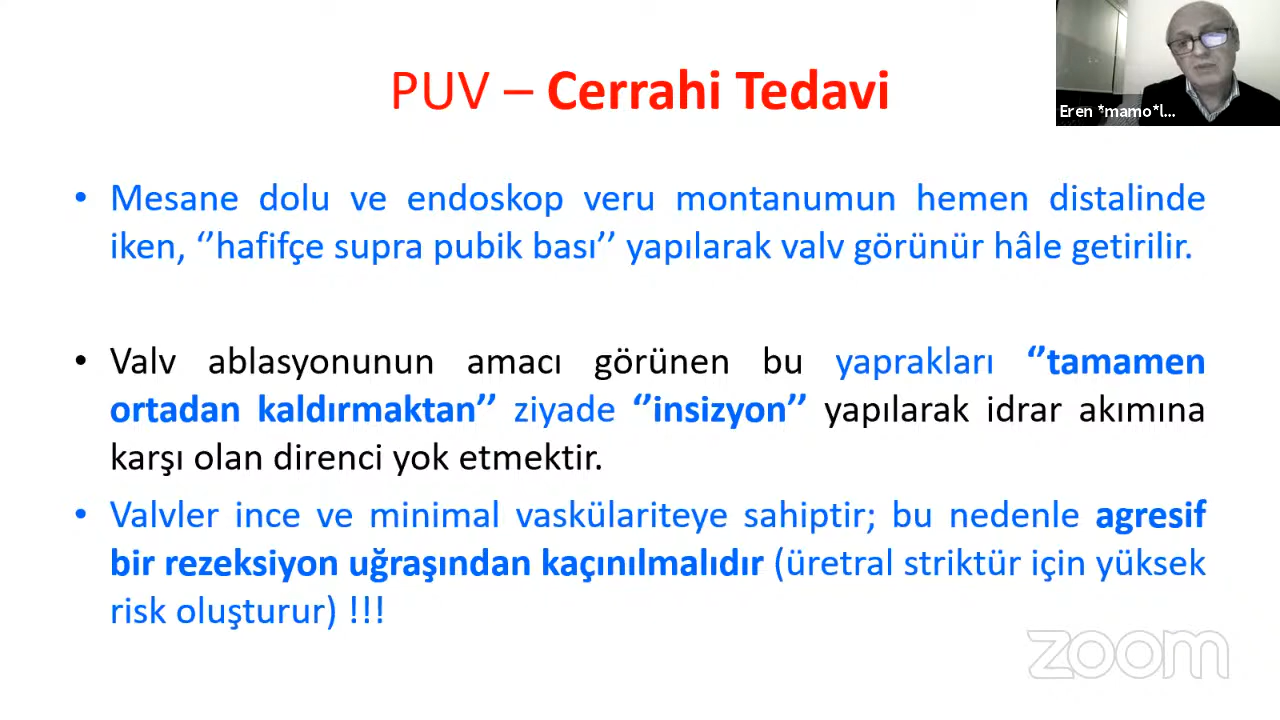 PUV – Cerrahi Tedavi
Eren *mamo*l...
• Mesane dolu ve endoskop veru montanumun hemen distalinde
iken, ‘’hafifçe supra pubik bası’’ yapılarak valv görünür hâle getirilir.
• Valv ablasyonunun amacı görünen bu yaprakları ‘’tamamen
ortadan kaldırmaktan’’ ziyade ‘’insizyon’’ yapılarak idrar akımına
karşı olan direnci yok etmektir.
• Valvler ince ve minimal vaskülariteye sahiptir; bu nedenle agresif
bir rezeksiyon uğraşından kaçınılmalıdır (üretral striktür için yüksek
risk oluşturur) !!!
zoom